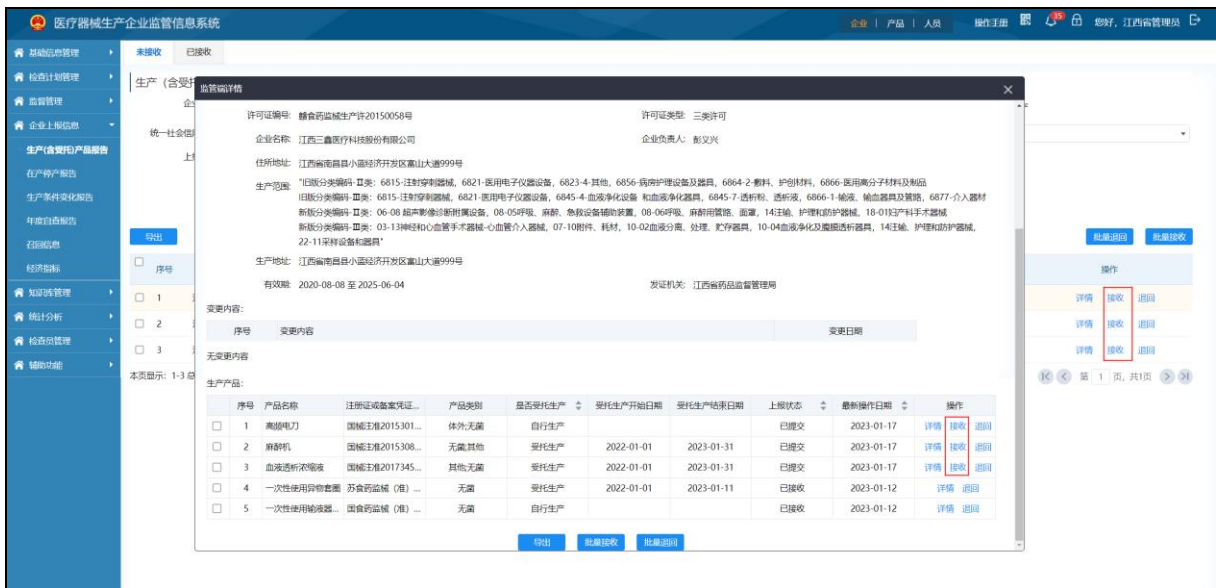 医疗器械生产企业监管信息系统
企业 | 产品 | 人员
操作手册
35
您好，江西省管理员
基础信息管理
检查计划管理
监督管理
企业上报信息
生产(含受托)产品报告
在产停产报告
生产条件变化报告
年度自查报告
召回信息
经济指标
知识库管理
统计分析
检查员管理
辅助功能
未接收 已接收
生产（含受托
企
统一社会信
上
监管端详情
许可证编号: 赣食药监械生产许20150058号 许可证类型: 三类许可
企业名称: 江西三鑫医疗科技股份有限公司 企业负责人: 彭义兴
住所地址: 江西省南昌县小蓝经济开发区富山大道999号
生产范围: "旧版分类编码-Ⅱ类：6815-注射穿刺器械，6821-医用电子仪器设备，6823-4-其他，6856-病房护理设备及器具，6864-2-敷料、护创材料，6866-医用高分子材料及制品
旧版分类编码-Ⅲ类：6815-注射穿刺器械，6821-医用电子仪器设备，6845-4-血液净化设备 和血液净化器具，6845-7-透析粉、透析液，6866-1-输液、输血器具及管路，6877-介入器材
新版分类编码-Ⅱ类：06-08 超声影像诊断附属设备，08-05呼吸、麻醉、急救设备辅助装置，08-06呼吸、麻醉用管路、面罩，14注输、护理和防护器械，18-01妇产科手术器械
新版分类编码-Ⅲ类：03-13神经和心血管手术器械-心血管介入器械，07-10附件、耗材，10-02血液分离、处理、贮存器具，10-04血液净化及腹膜透析器具，14注输、护理和防护器械，
22-11采样设备和器具"
生产地址: 江西省南昌县小蓝经济开发区富山大道999号
有效期: 2020-08-08 至 2025-06-04 发证机关: 江西省药品监督管理局
变更内容:
序号 变更内容 变更日期
无变更内容
生产产品:
序号 产品名称 注册证或备案凭证... 产品类别 是否受托生产 受托生产开始日期 受托生产结束日期 上报状态 最新操作日期 操作
1 高频电刀 国械注准2015301... 体外;无菌 自行生产 已提交 2023-01-17 详情 接收 退回
2 麻醉机 国械注准2015308... 无菌;其他 受托生产 2022-01-01 2023-01-31 已提交 2023-01-17 详情 接收 退回
3 血液透析浓缩液 国械注准2017345... 其他;无菌 受托生产 2022-01-01 2023-01-31 已提交 2023-01-17 详情 接收 退回
4 一次性使用异物套圈 苏食药监械（准）... 无菌 受托生产 2022-01-01 2023-01-11 已接收 2023-01-12 详情 退回
5 一次性使用输液器... 国食药监械（准）... 无菌 自行生产 已接收 2023-01-12 详情 退回
导出 批量接收 批量退回
导出 批量退回 批量接收
序号 操作
1 详情 接收 退回
2 详情 接收 退回
3 详情 接收 退回
本页显示: 1-3 总 第 1 页, 共1页